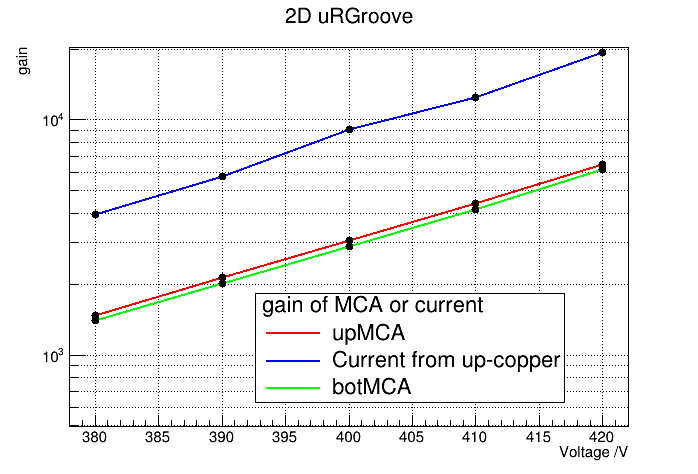 2D uRGroove
gain
10⁴
10³
gain of MCA or current
upMCA
Current from up-copper
botMCA
380 385 390 395 400 405 410 415 420
Voltage /V